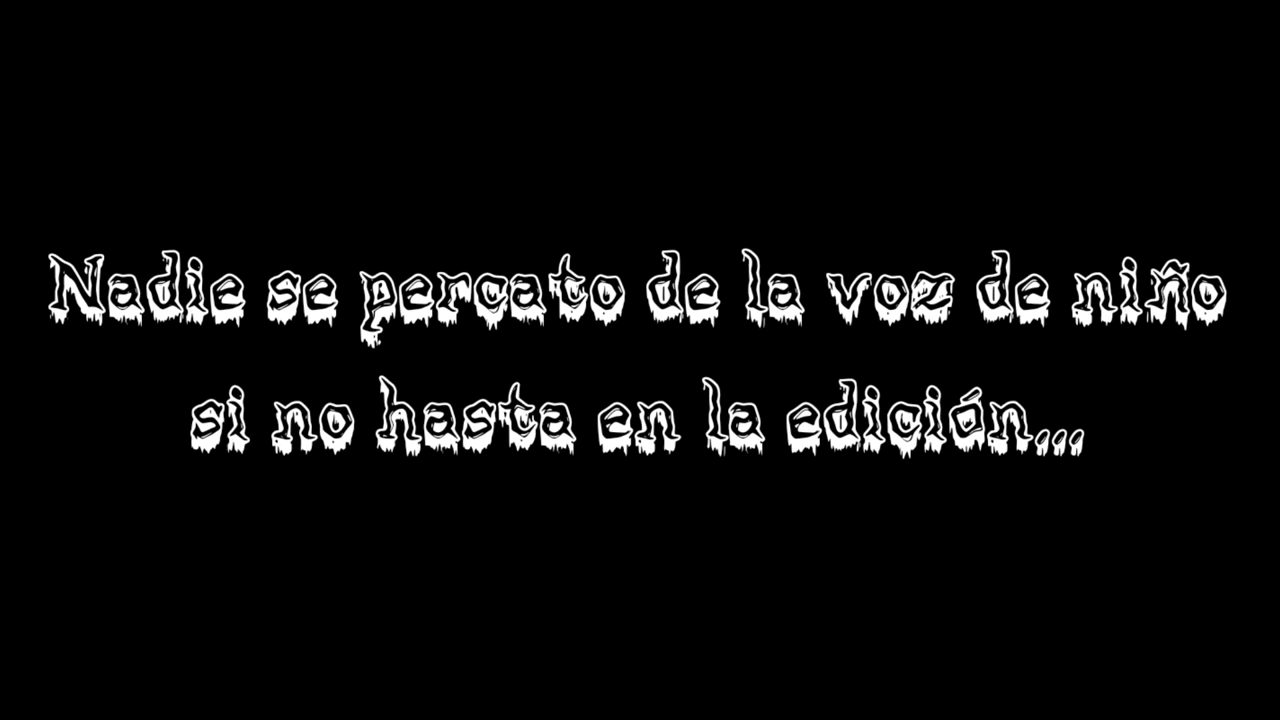 Nadie se percato de la voz de niño
si no hasta en la edición...